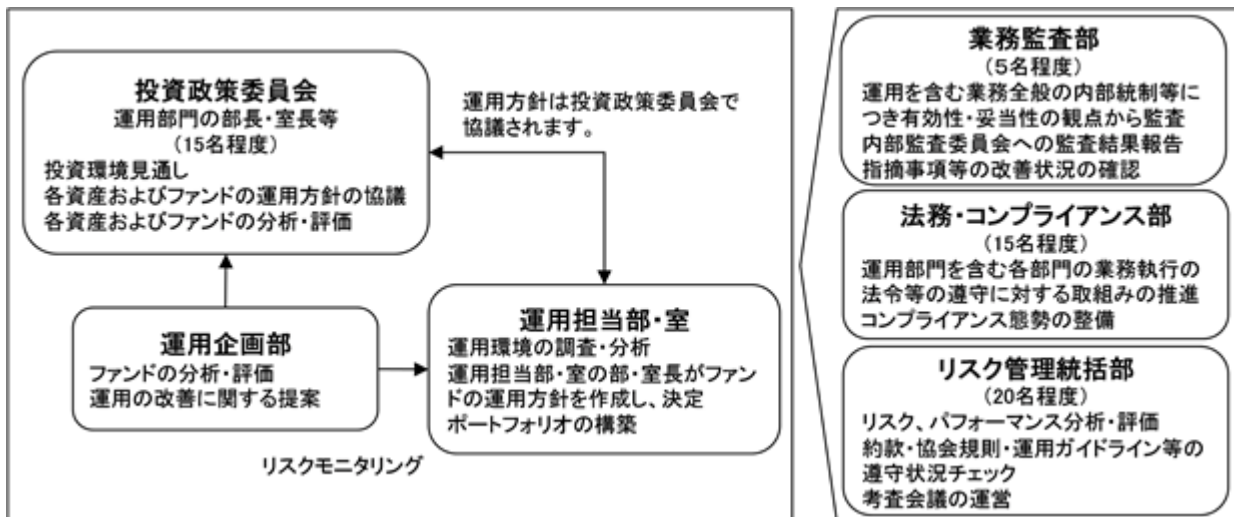 投資政策委員会
運用部門の部長・室長等
(15名程度)
投資環境見通し
各資産およびファンドの運用方針の協議
各資産およびファンドの分析・評価
運用方針は投資政策委員会で
協議されます。
運用企画部
ファンドの分析・評価
運用の改善に関する提案
運用担当部・室
運用環境の調査・分析
運用担当部・室の部・室長がファン
ドの運用方針を作成し、決定
ポートフォリオの構築
リスクモニタリング
業務監査部
(5名程度)
運用を含む業務全般の内部統制等に
つき有効性・妥当性の観点から監査
内部監査委員会への監査結果報告
指摘事項等の改善状況の確認
法務・コンプライアンス部
(15名程度)
運用部門を含む各部門の業務執行の
法令等の遵守に対する取組みの推進
コンプライアンス態勢の整備
リスク管理統括部
(20名程度)
リスク、パフォーマンス分析・評価
約款・協会規則・運用ガイドライン等の
遵守状況チェック
考査会議の運営